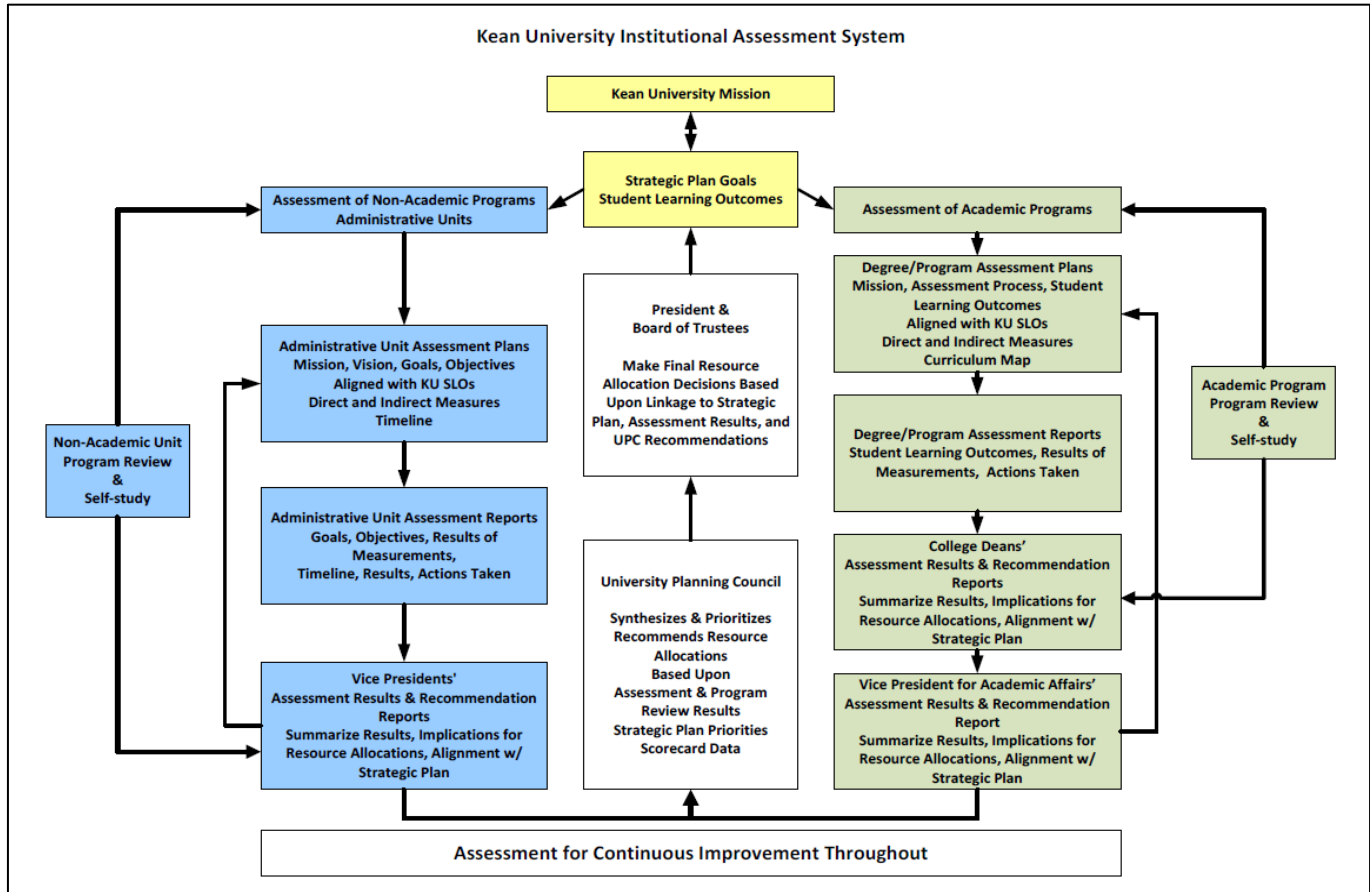 Kean University Institutional Assessment System
Kean University Mission
Strategic Plan Goals
Student Learning Outcomes
Assessment of Non-Academic Programs
Administrative Units
Administrative Unit Assessment Plans
Mission, Vision, Goals, Objectives
Aligned with KU SLOs
Direct and Indirect Measures
Timeline
Non-Academic Unit
Program Review
&
Self-study
Administrative Unit Assessment Reports
Goals, Objectives, Results of
Measurements,
Timeline, Results, Actions Taken
Vice Presidents'
Assessment Results & Recommendation
Reports
Summarize Results, Implications for
Resource Allocations, Alignment w/
Strategic Plan
President &
Board of Trustees
Make Final Resource
Allocation Decisions Based
Upon Linkage to Strategic
Plan, Assessment Results, and
UPC Recommendations
University Planning Council
Synthesizes & Prioritizes
Recommends Resource
Allocations
Based Upon
Assessment & Program
Review Results
Strategic Plan Priorities
Scorecard Data
Assessment of Academic Programs
Degree/Program Assessment Plans
Mission, Assessment Process, Student
Learning Outcomes
Aligned with KU SLOs
Direct and Indirect Measures
Curriculum Map
Degree/Program Assessment Reports
Student Learning Outcomes, Results of
Measurements, Actions Taken
College Deans’
Assessment Results & Recommendation
Reports
Summarize Results, Implications for
Resource Allocations, Alignment w/
Strategic Plan
Vice President for Academic Affairs’
Assessment Results & Recommendation
Report
Summarize Results, Implications for
Resource Allocations, Alignment w/
Strategic Plan
Academic Program
Program Review
&
Self-study
Assessment for Continuous Improvement Throughout